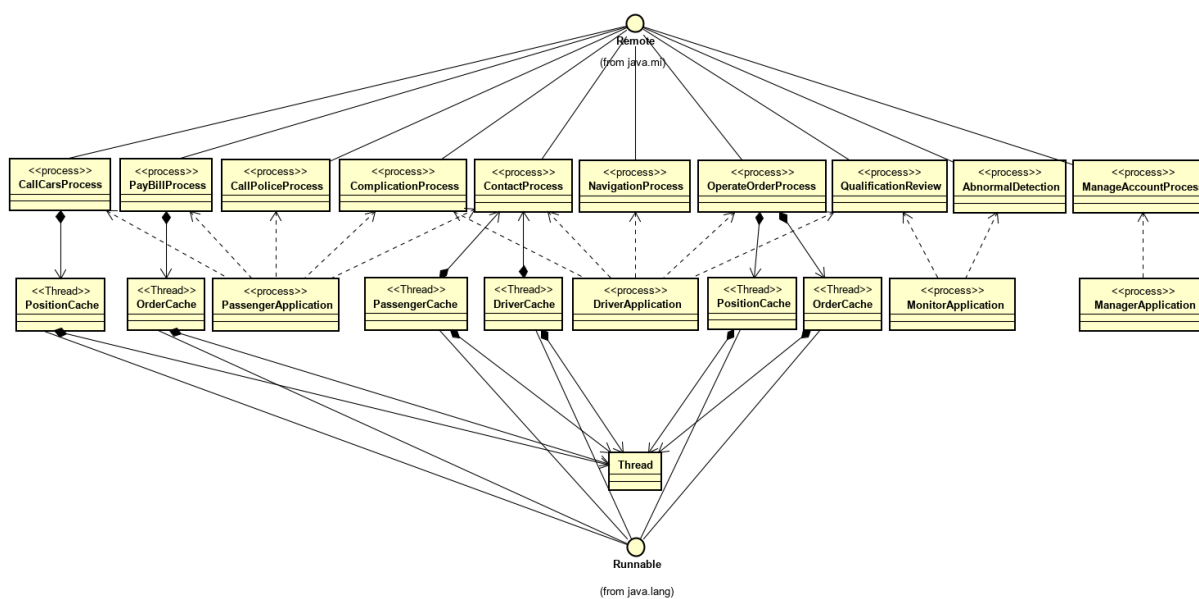 Remote
(from java.rmi)
<<process>>
CallCarsProcess
<<process>>
PayBillProcess
<<process>>
CallPoliceProcess
<<process>>
ComplicationProcess
<<process>>
ContactProcess
<<process>>
NavigationProcess
<<process>>
OperateOrderProcess
<<process>>
QualificationReview
<<process>>
AbnormalDetection
<<process>>
ManageAccountProcess
<<Thread>>
PositionCache
<<Thread>>
OrderCache
<<process>>
PassengerApplication
<<Thread>>
PassengerCache
<<Thread>>
DriverCache
<<process>>
DriverApplication
<<Thread>>
PositionCache
<<Thread>>
OrderCache
<<process>>
MonitorApplication
<<process>>
ManagerApplication
Thread
Runnable
(from java.lang)